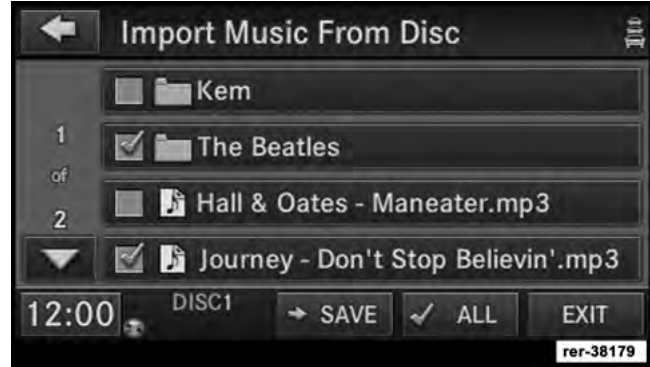 Import Music From Disc
Kem
The Beatles
Hall & Oates - Maneater.mp3
Journey - Don't Stop Believin'.mp3
1
of
2
12:00
DISC1
SAVE
ALL
EXIT
rer-38179